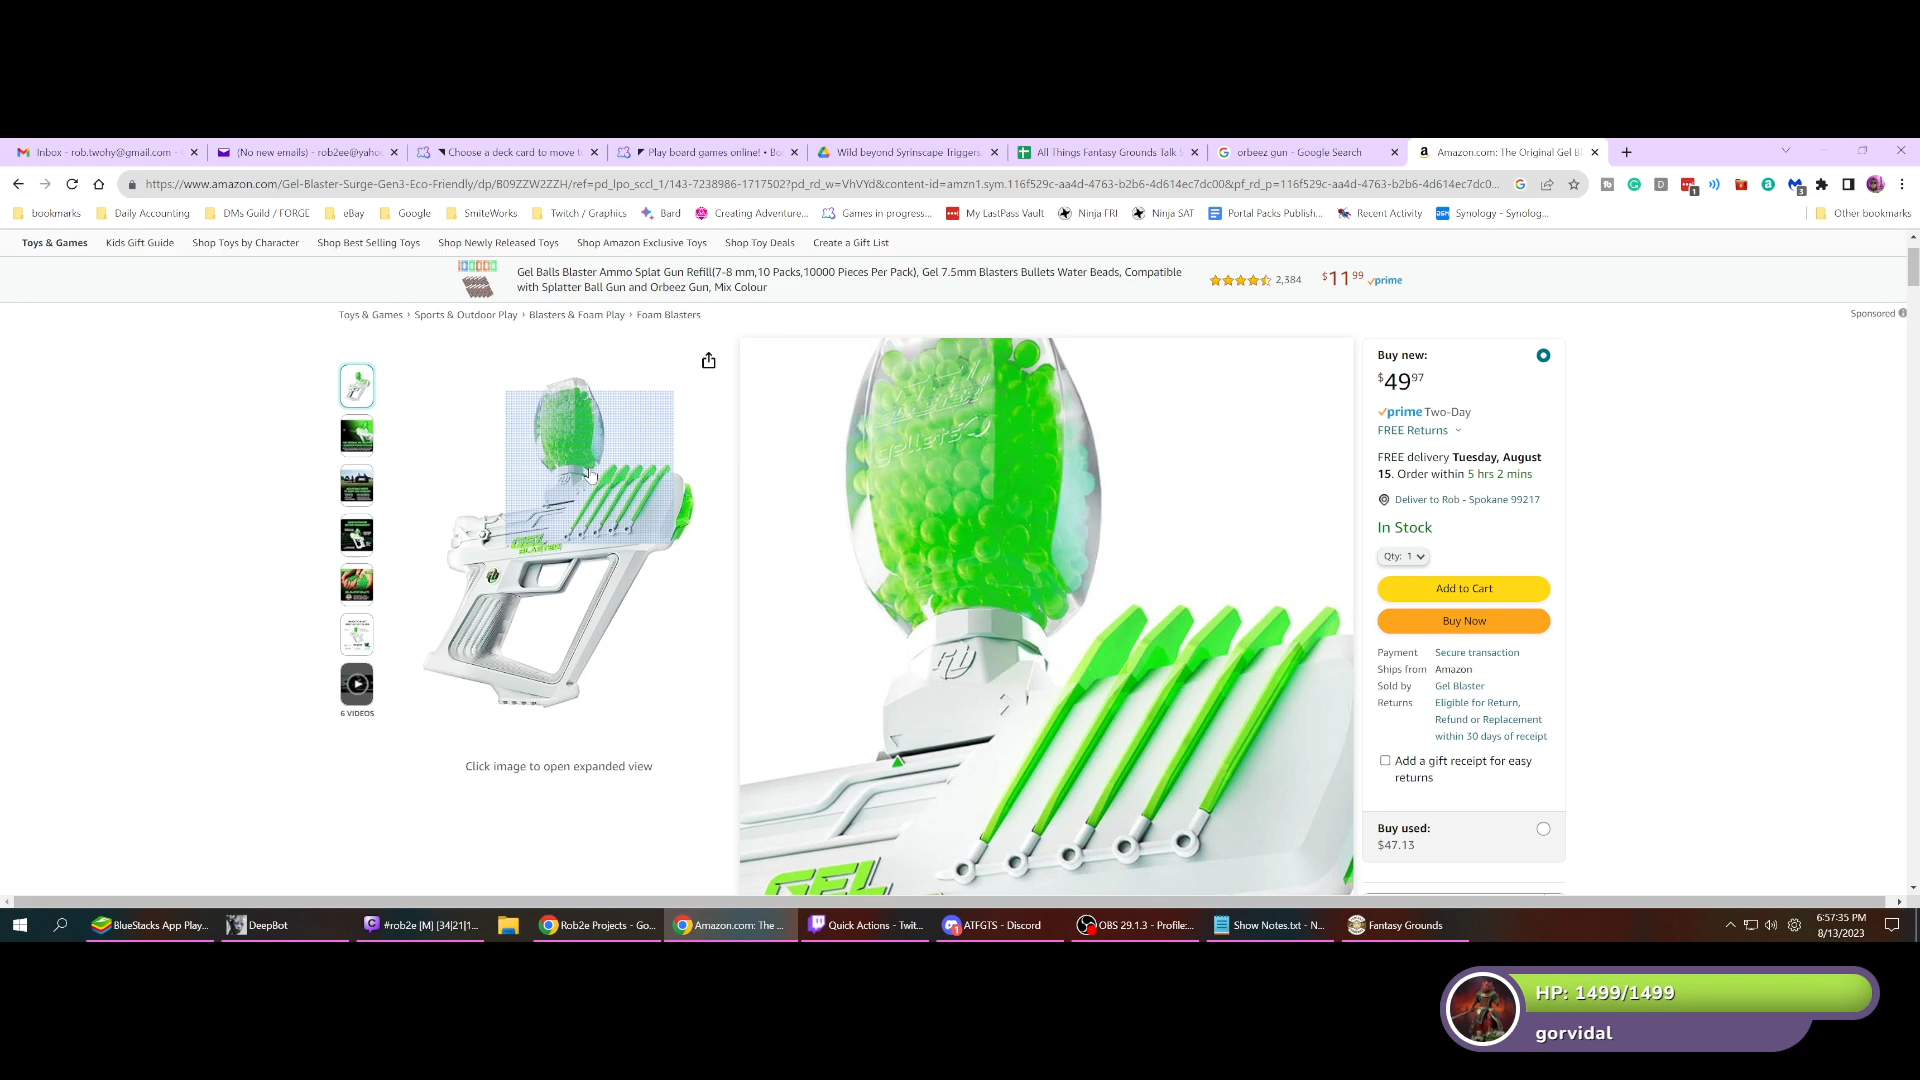 Inbox - rob.twohy@gmail.com -
(No new emails) - rob2ee@yaho
Choose a deck card to move t
Play board games online! • Bo
Wild beyond Syrinscape Triggers
All Things Fantasy Grounds Talk S
orbeez gun - Google Search
Amazon.com: The Original Gel Bl
https://www.amazon.com/Gel-Blaster-Surge-Gen3-Eco-Friendly/dp/B09ZZW2ZZH/ref=pd_lpo_sccl_1/143-7238986-1717502?pd_rd_w=VhVYd&content-id=amzn1.sym.116f529c-aa4d-4763-b2b6-4d614ec7dc00&pf_rd_p=116f529c-aa4d-4763-b2b6-4d614ec7dc0...
bookmarks
Daily Accounting
DMs Guild / FORGE
eBay
Google
SmiteWorks
Twitch / Graphics
Bard
Creating Adventure...
Games in progress...
My LastPass Vault
Ninja FRI
Ninja SAT
Portal Packs Publish...
Recent Activity
Synology - Synolog...
Other bookmarks
Toys & Games
Kids Gift Guide
Shop Toys by Character
Shop Best Selling Toys
Shop Newly Released Toys
Shop Amazon Exclusive Toys
Shop Toy Deals
Create a Gift List
Gel Balls Blaster Ammo Splat Gun Refill(7-8 mm,10 Packs,10000 Pieces Per Pack), Gel 7.5mm Blasters Bullets Water Beads, Compatible
with Splatter Ball Gun and Orbeez Gun, Mix Colour
2,384
$11.99 prime
Toys & Games › Sports & Outdoor Play › Blasters & Foam Play › Foam Blasters
Sponsored
6 VIDEOS
Click image to open expanded view
gellets
GEL
GEL
BLASTER
Buy new:
$49.97
prime Two-Day
FREE Returns
FREE delivery Tuesday, August
15. Order within 5 hrs 2 mins
Deliver to Rob - Spokane 99217
In Stock
Qty: 1
Add to Cart
Buy Now
Payment Secure transaction
Ships from Amazon
Sold by Gel Blaster
Returns Eligible for Return,
Refund or Replacement
within 30 days of receipt
Add a gift receipt for easy
returns
Buy used:
$47.13
BlueStacks App Play...
DeepBot
#rob2e [M] [34|21|1...
Rob2e Projects - Go...
Amazon.com: The ...
Quick Actions - Twit...
ATFGTS - Discord
OBS 29.1.3 - Profile:...
Show Notes.txt - N...
Fantasy Grounds
6:57:35 PM
8/13/2023
HP: 1499/1499
gorvidal